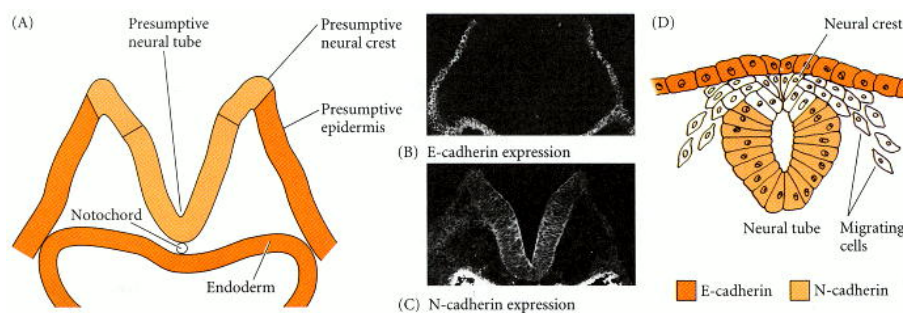 (A)
Presumptive
neural tube
Presumptive
neural crest
Presumptive
epidermis
Notochord
Endoderm
(B) E-cadherin expression
(C) N-cadherin expression
(D)
Neural crest
Neural tube
Migrating
cells
E-cadherin
N-cadherin